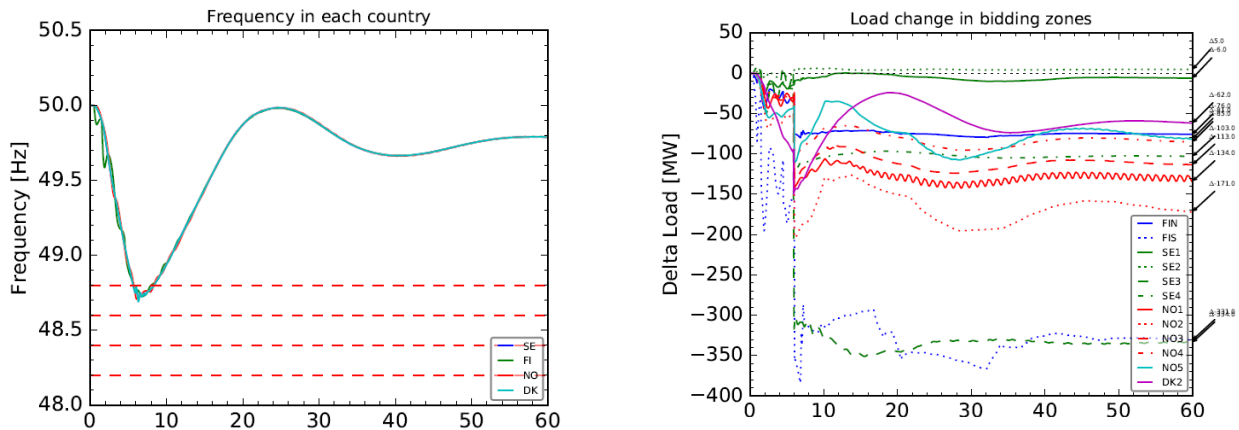 Frequency in each country
50.5
50.0
49.5
49.0
48.5
48.0
Frequency [Hz]
0 10 20 30 40 50 60
SE
FI
NO
DK
Load change in bidding zones
50
0
−50
−100
−150
−200
−250
−300
−350
−400
Delta Load [MW]
0 10 20 30 40 50 60
FIN
FIS
SE1
SE2
SE3
SE4
NO1
NO2
NO3
NO4
NO5
DK2
Δ5.0
Δ-6.0
Δ-62.0
Δ-103.0
Δ-113.0
Δ-134.0
Δ-171.0